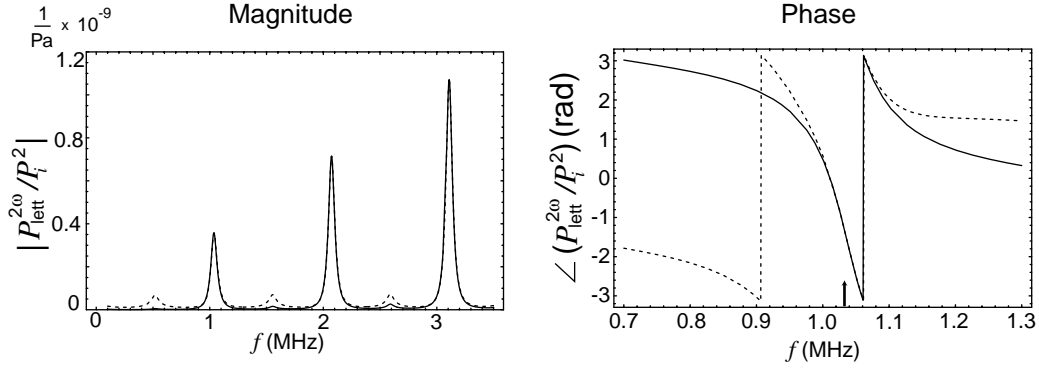 Magnitude
1/Pa × 10^-9
1.2
0.8
0.4
0
|P_lett^2ω/P_i^2|
0 1 2 3
f (MHz)
Phase
3
2
1
0
-1
-2
-3
∠(P_lett^2ω/P_i^2) (rad)
0.7 0.8 0.9 1.0 1.1 1.2 1.3
f (MHz)